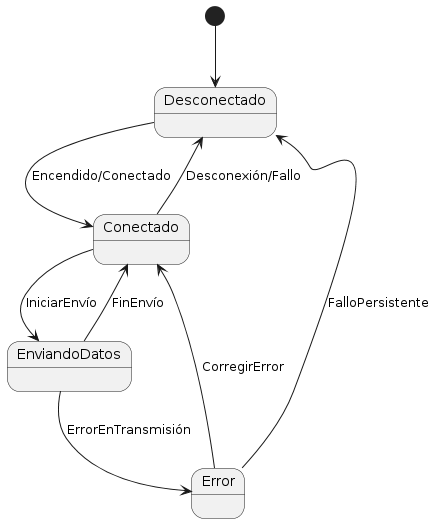 Desconectado
Encendido/Conectado
Desconexión/Fallo
Conectado
IniciarEnvío
FinEnvío
FalloPersistente
EnviandoDatos
CorregirError
ErrorEnTransmisión
Error